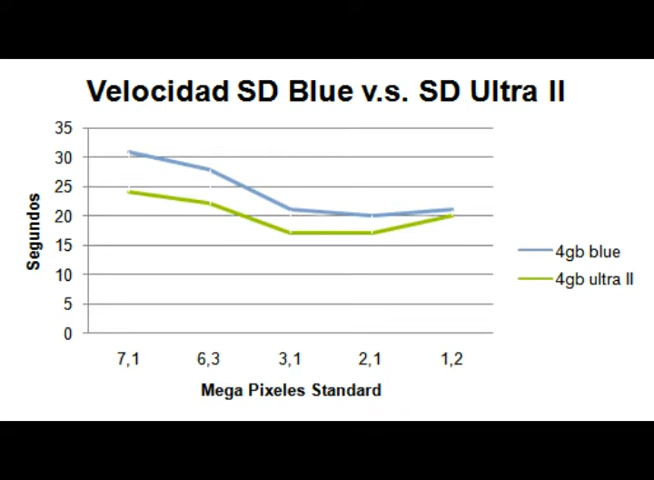 Velocidad SD Blue v.s. SD Ultra II
35
30
25
20
15
10
5
0
Segundos
7,1 6,3 3,1 2,1 1,2
Mega Pixeles Standard
4gb blue
4gb ultra II